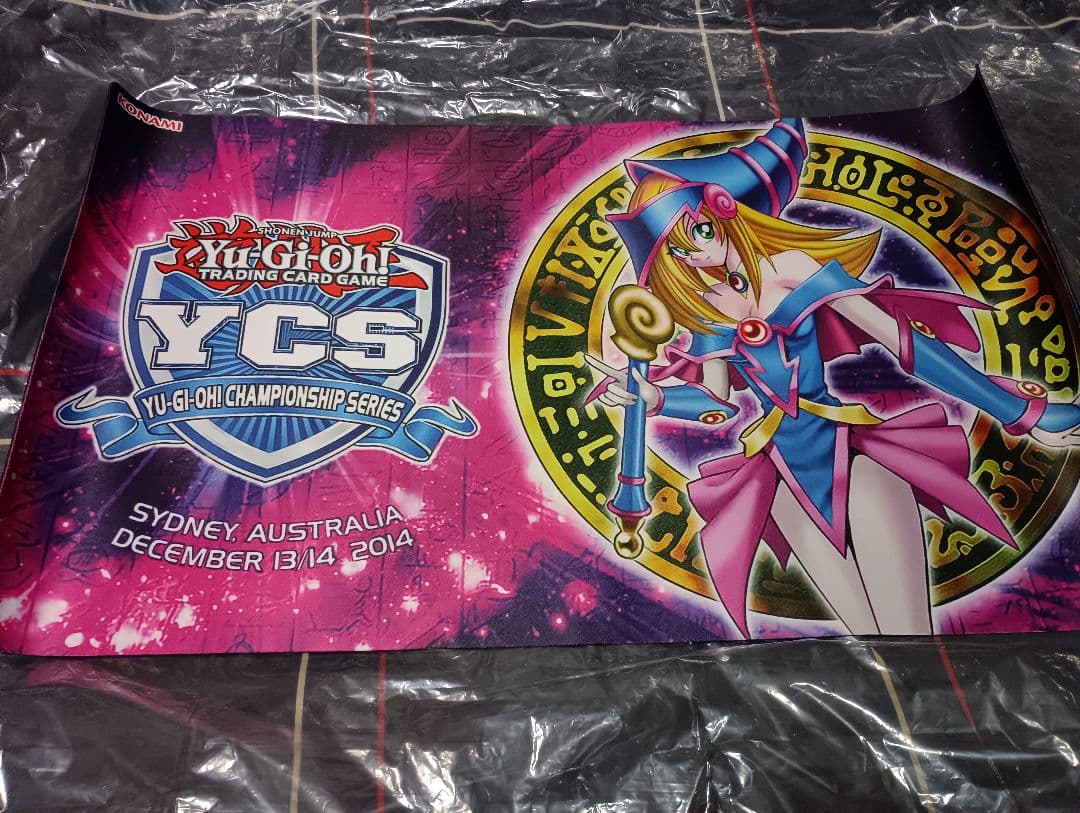 KONAMI
SHONEN JUMP
Yu-Gi-Oh!
TRADING CARD GAME
YCS
YU-GI-OH! CHAMPIONSHIP SERIES
SYDNEY, AUSTRALIA
DECEMBER 13/14, 2014